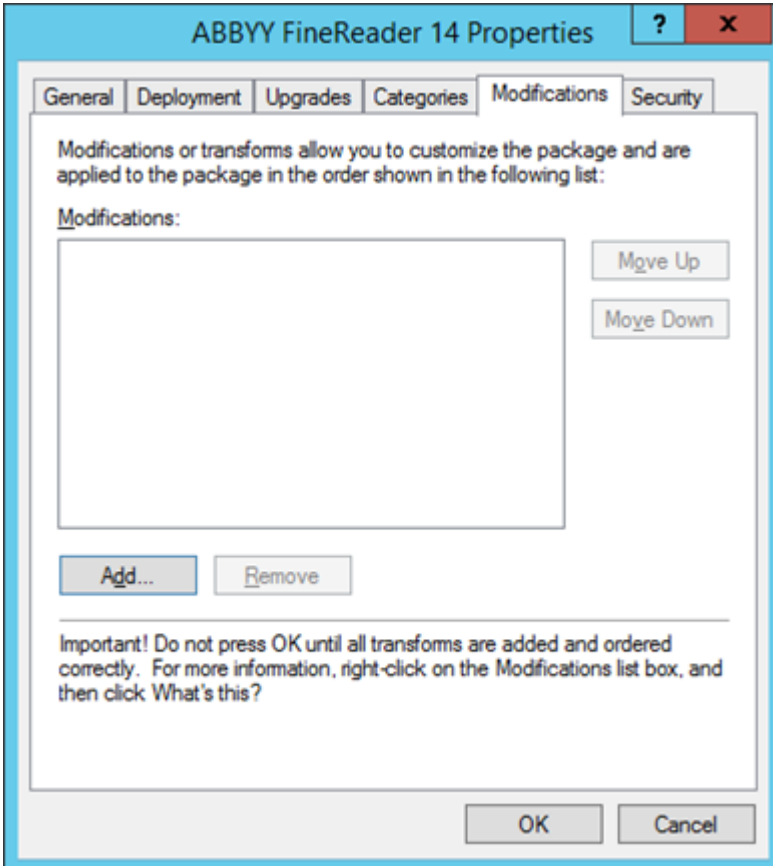 ABBYY FineReader 14 Properties
? x
General Deployment Upgrades Categories Modifications Security
Modifications or transforms allow you to customize the package and are
applied to the package in the order shown in the following list:
Modifications:
Move Up
Move Down
Add... Remove
Important! Do not press OK until all transforms are added and ordered
correctly. For more information, right-click on the Modifications list box, and
then click What's this?
OK Cancel